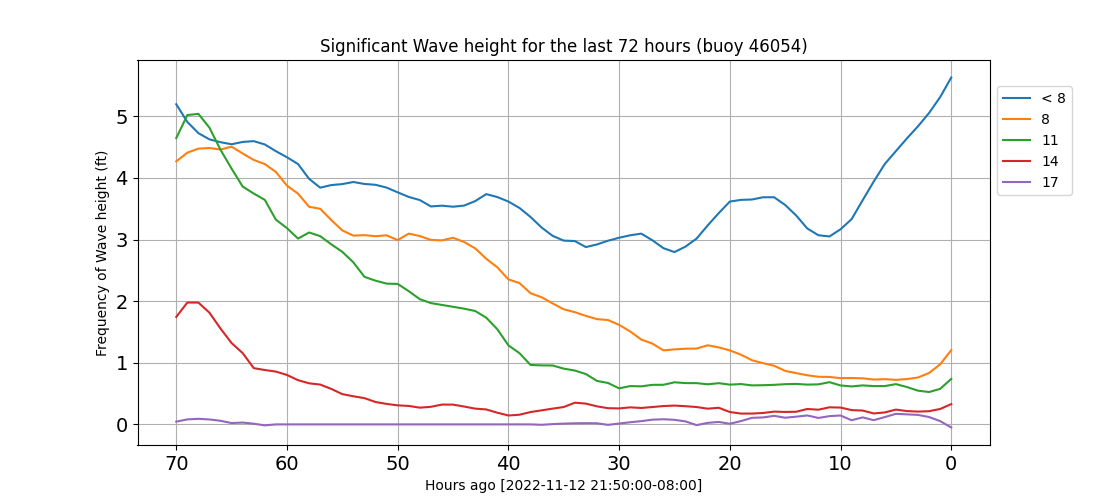 Significant Wave height for the last 72 hours (buoy 46054)
Frequency of Wave height (ft)
5
4
3
2
1
0
70 60 50 40 30 20 10 0
Hours ago [2022-11-12 21:50:00-08:00]
< 8
8
11
14
17